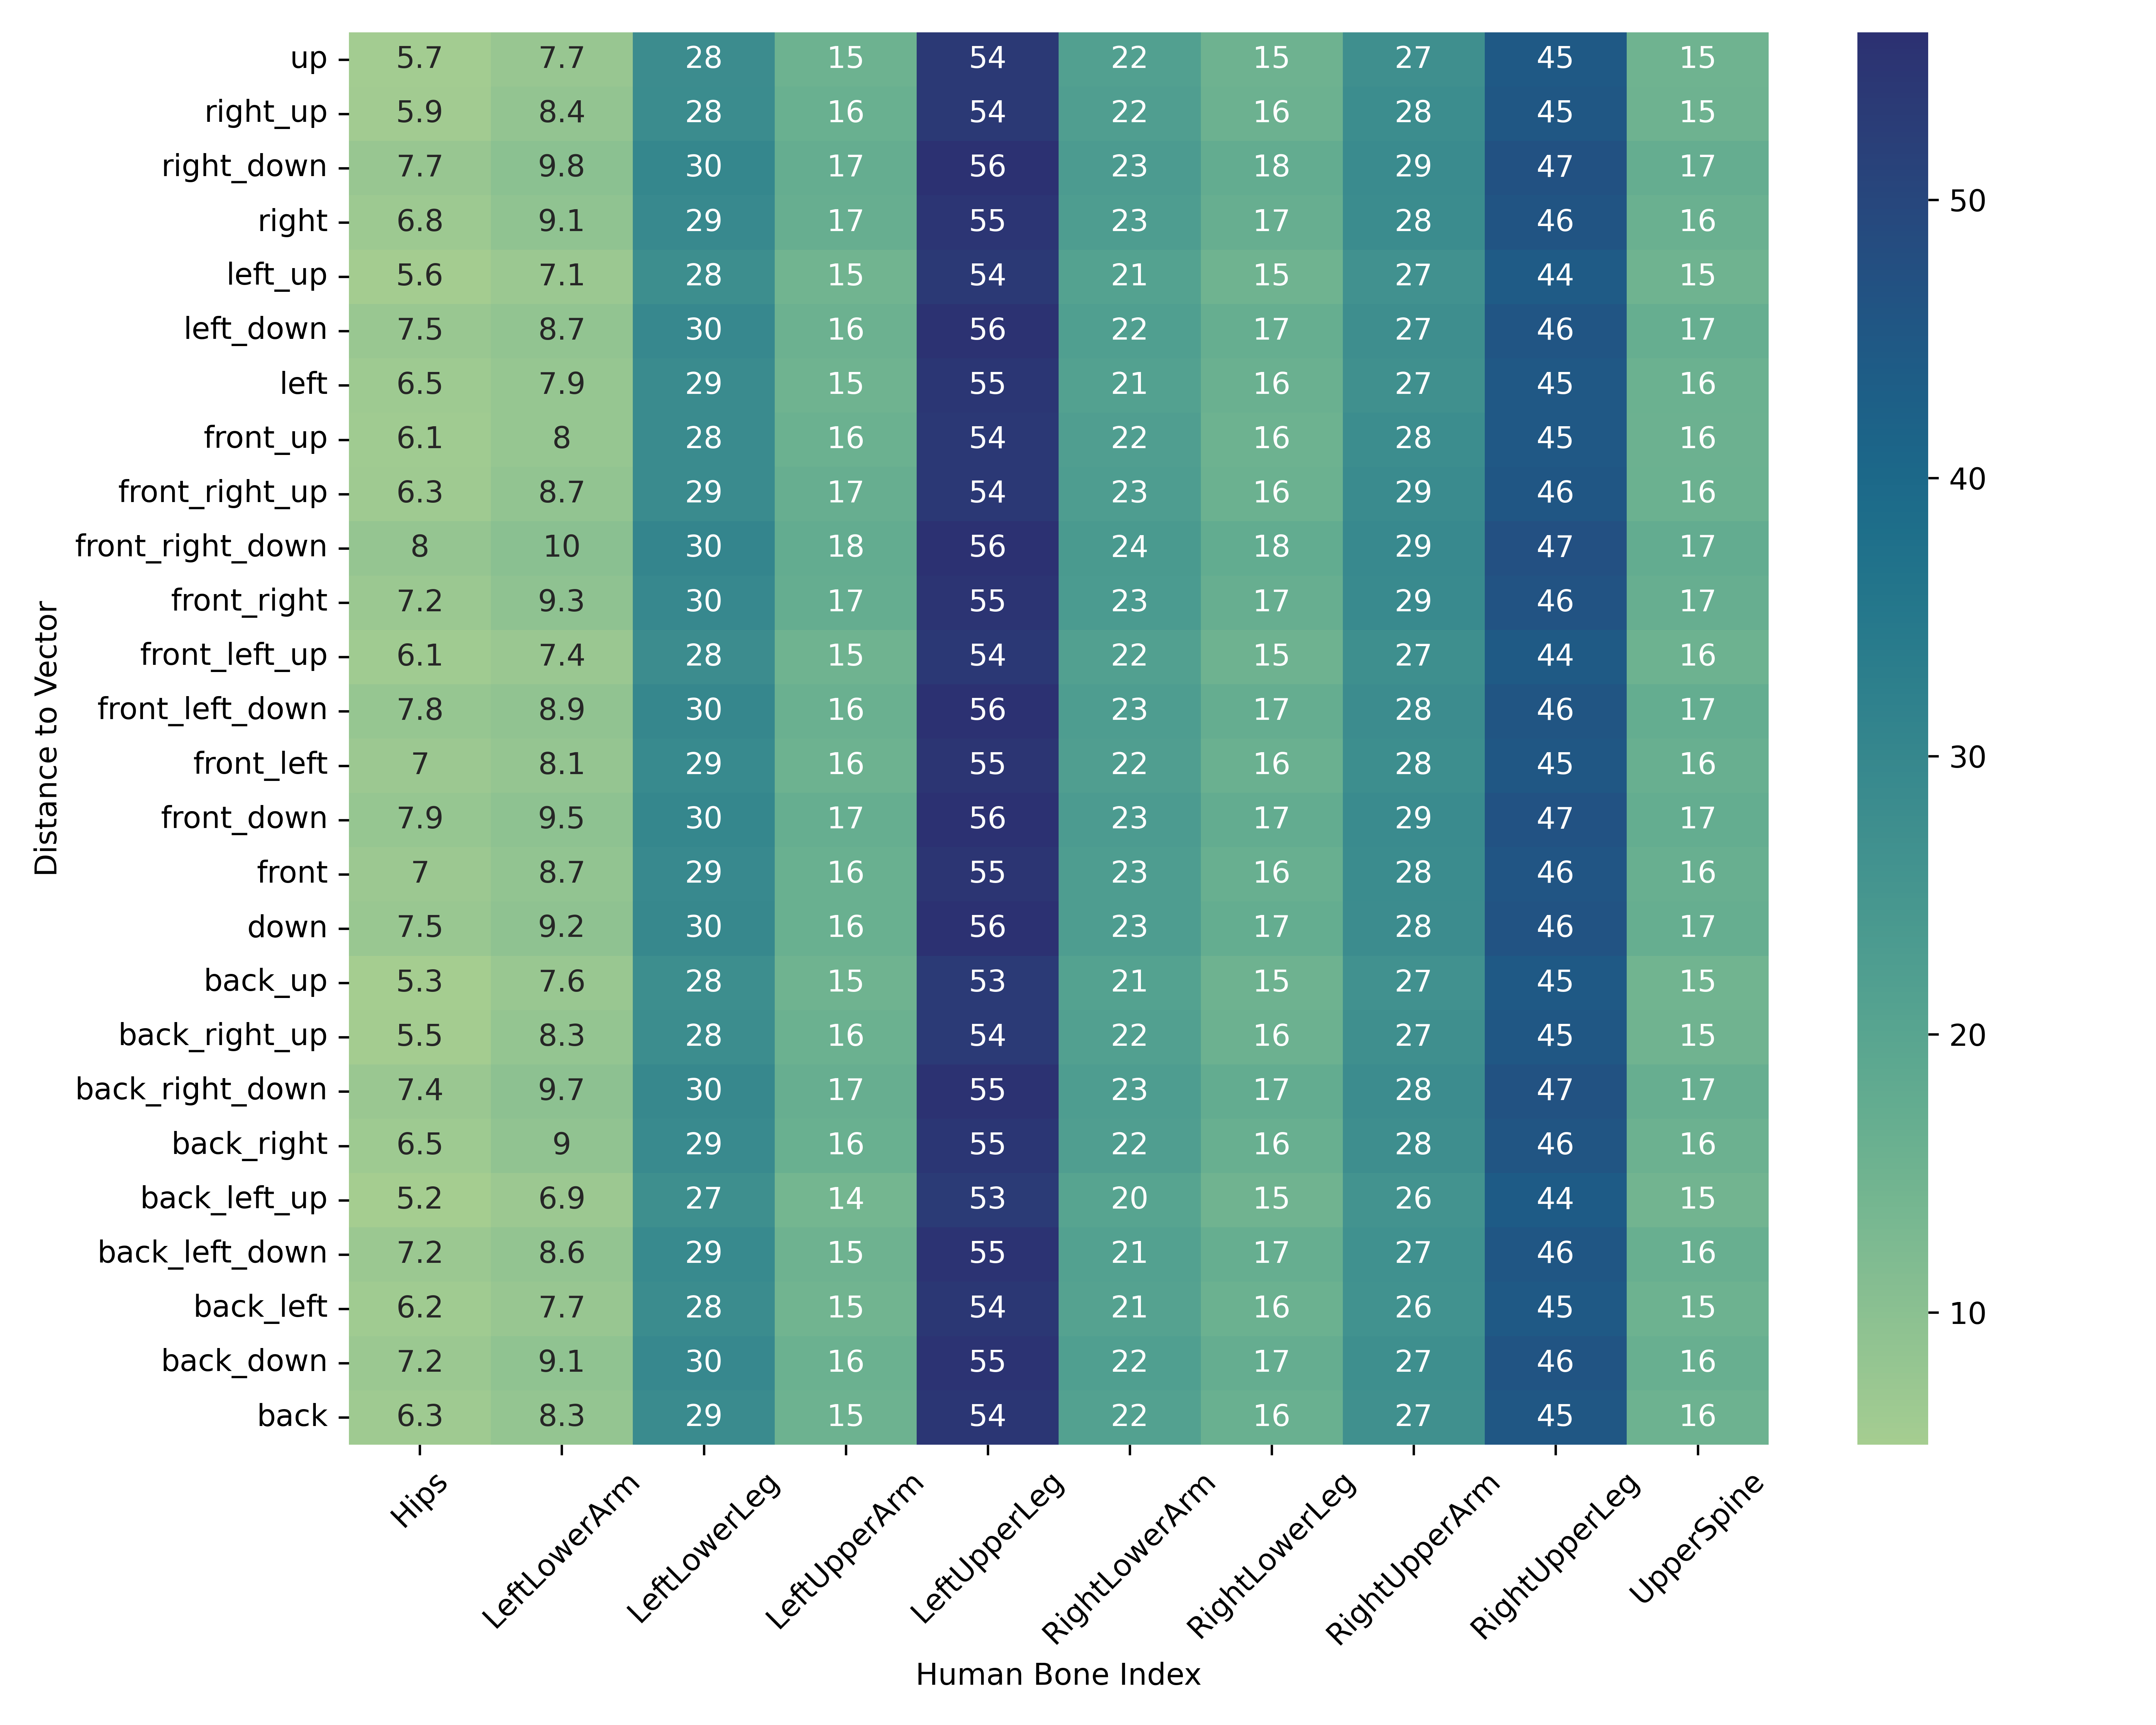 up 5.7 7.7 28 15 54 22 15 27 45 15
right_up 5.9 8.4 28 16 54 22 16 28 45 15
right_down 7.7 9.8 30 17 56 23 18 29 47 17
right 6.8 9.1 29 17 55 23 17 28 46 16
left_up 5.6 7.1 28 15 54 21 15 27 44 15
left_down 7.5 8.7 30 16 56 22 17 27 46 17
left 6.5 7.9 29 15 55 21 16 27 45 16
front_up 6.1 8 28 16 54 22 16 28 45 16
front_right_up 6.3 8.7 29 17 54 23 16 29 46 16
front_right_down 8 10 30 18 56 24 18 29 47 17
front_right 7.2 9.3 30 17 55 23 17 29 46 17
front_left_up 6.1 7.4 28 15 54 22 15 27 44 16
front_left_down 7.8 8.9 30 16 56 23 17 28 46 17
front_left 7 8.1 29 16 55 22 16 28 45 16
front_down 7.9 9.5 30 17 56 23 17 29 47 17
front 7 8.7 29 16 55 23 16 28 46 16
down 7.5 9.2 30 16 56 23 17 28 46 17
back_up 5.3 7.6 28 15 53 21 15 27 45 15
back_right_up 5.5 8.3 28 16 54 22 16 27 45 15
back_right_down 7.4 9.7 30 17 55 23 17 28 47 17
back_right 6.5 9 29 16 55 22 16 28 46 16
back_left_up 5.2 6.9 27 14 53 20 15 26 44 15
back_left_down 7.2 8.6 29 15 55 21 17 27 46 16
back_left 6.2 7.7 28 15 54 21 16 26 45 15
back_down 7.2 9.1 30 16 55 22 17 27 46 16
back 6.3 8.3 29 15 54 22 16 27 45 16
Distance to Vector
Hips LeftLowerArm LeftLowerLeg LeftUpperArm LeftUpperLeg RightLowerArm RightLowerLeg RightUpperArm RightUpperLeg UpperSpine
Human Bone Index
50
40
30
20
10